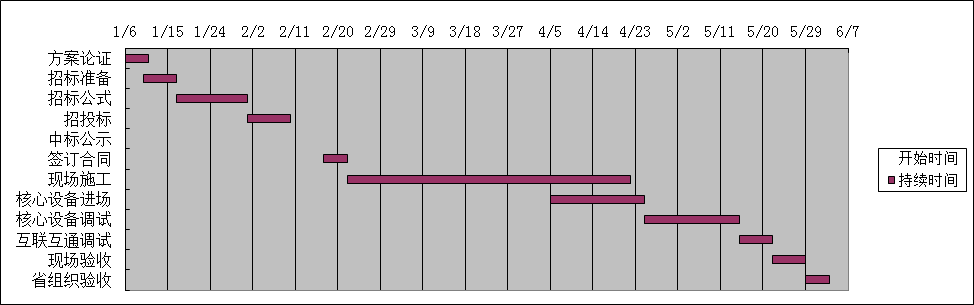 1/6 1/15 1/24 2/2 2/11 2/20 2/29 3/9 3/18 3/27 4/5 4/14 4/23 5/2 5/11 5/20 5/29 6/7
方案论证
招标准备
招标公式
招投标
中标公示
签订合同
现场施工
核心设备进场
核心设备调试
互联互通调试
现场验收
省组织验收
开始时间
持续时间